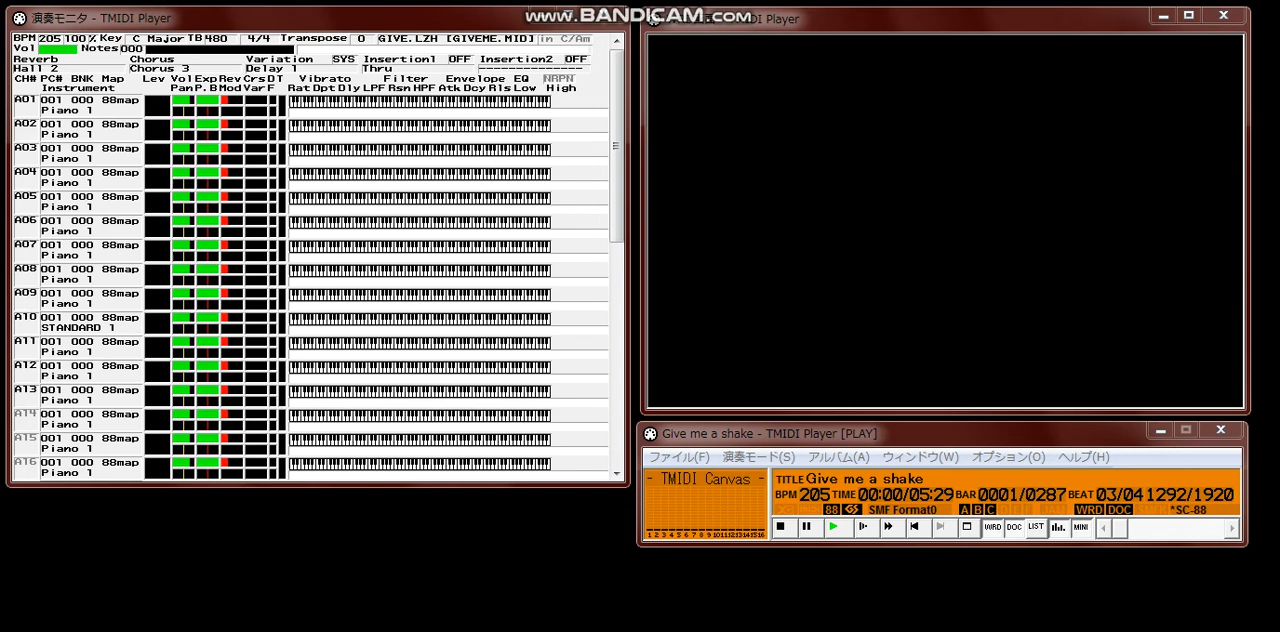 www.BANDICAM.com
演奏モニタ - TMIDI Player
BPM 205 100% Key C Major TB 480 4/4 Transpose 0 GIVE.LZH [GIVEME.MID] in C/Am
Vol Notes 000
Reverb Chorus Variation SYS Insertion1 OFF Insertion2 OFF
Hall 2 Chorus 3 Delay 1 Thru
CH# PC# BNK Map Lev Vol Exp Rev Crs DT Vibrato Filter Envelope EQ NRPN
Instrument Pan P.B Mod Var F Rat Dpt Dly LPF Rsn HPF Atk Dcy Rls Low High
A01 001 000 88map
Piano 1
A02 001 000 88map
Piano 1
A03 001 000 88map
Piano 1
A04 001 000 88map
Piano 1
A05 001 000 88map
Piano 1
A06 001 000 88map
Piano 1
A07 001 000 88map
Piano 1
A08 001 000 88map
Piano 1
A09 001 000 88map
Piano 1
A10 001 000 88map
STANDARD 1
A11 001 000 88map
Piano 1
A12 001 000 88map
Piano 1
A13 001 000 88map
Piano 1
A14 001 000 88map
Piano 1
A15 001 000 88map
Piano 1
A16 001 000 88map
Piano 1
IDI Player
Give me a shake - TMIDI Player [PLAY]
ファイル(F) 演奏モード(S) アルバム(A) ウィンドウ(W) オプション(O) ヘルプ(H)
- TMIDI Canvas -
1 2 3 4 5 6 7 8 9 10 11 12 13 14 15 16
TITLE Give me a shake
BPM 205 TIME 00:00/05:29 BAR 0001/0287 BEAT 03/04 1292/1920
88 GS SMF Format0 A B C WRD DOC *SC-88
WRD DOC LIST MINI